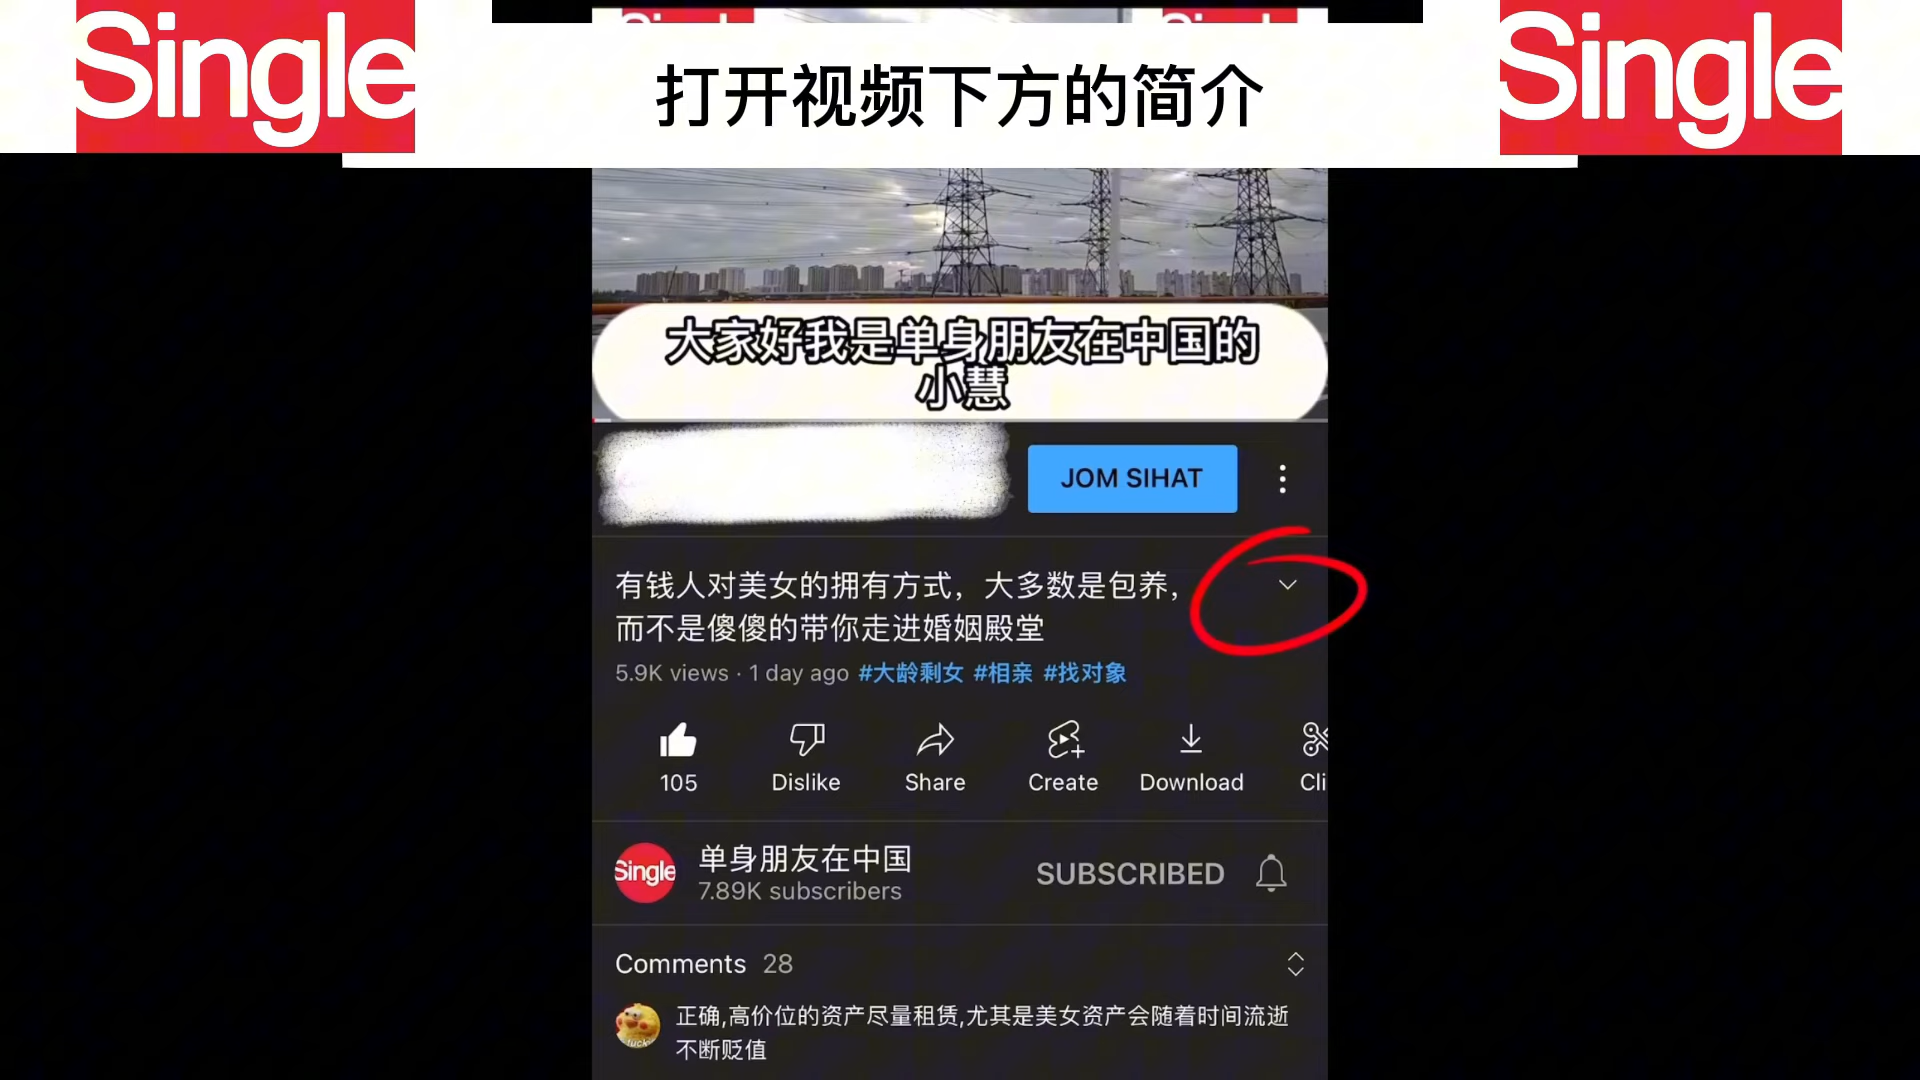 Single
打开视频下方的简介
Single
大家好我是单身朋友在中国的
小慧
JOM SIHAT
有钱人对美女的拥有方式，大多数是包养，
而不是傻傻的带你走进婚姻殿堂
5.9K views · 1 day ago #大龄剩女 #相亲 #找对象
105
Dislike
Share
Create
Download
Cli
Single
单身朋友在中国
7.89K subscribers
SUBSCRIBED
Comments 28
正确,高价位的资产尽量租赁,尤其是美女资产会随着时间流逝
不断贬值